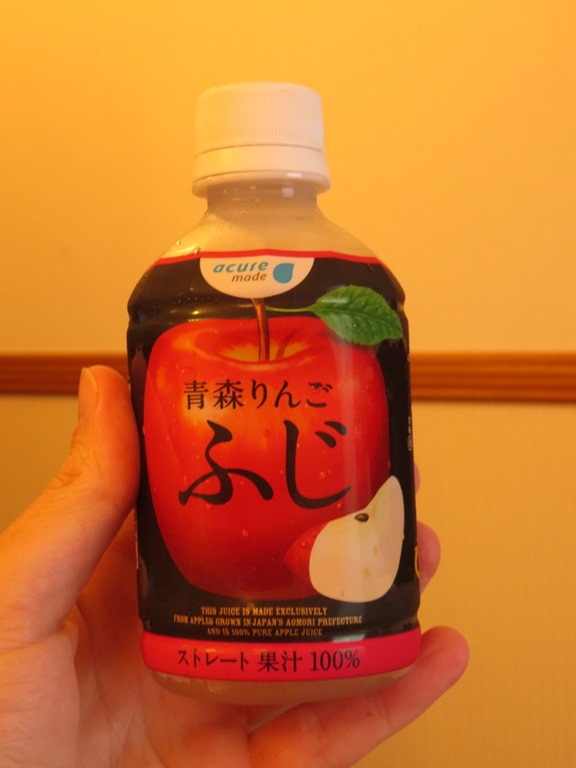 acure
made
青森りんご
ふじ
THIS JUICE IS MADE EXCLUSIVELY
FROM APPLES GROWN IN JAPAN'S AOMORI PREFECTURE
AND IS 100% PURE APPLE JUICE
ストレート 果汁 100%